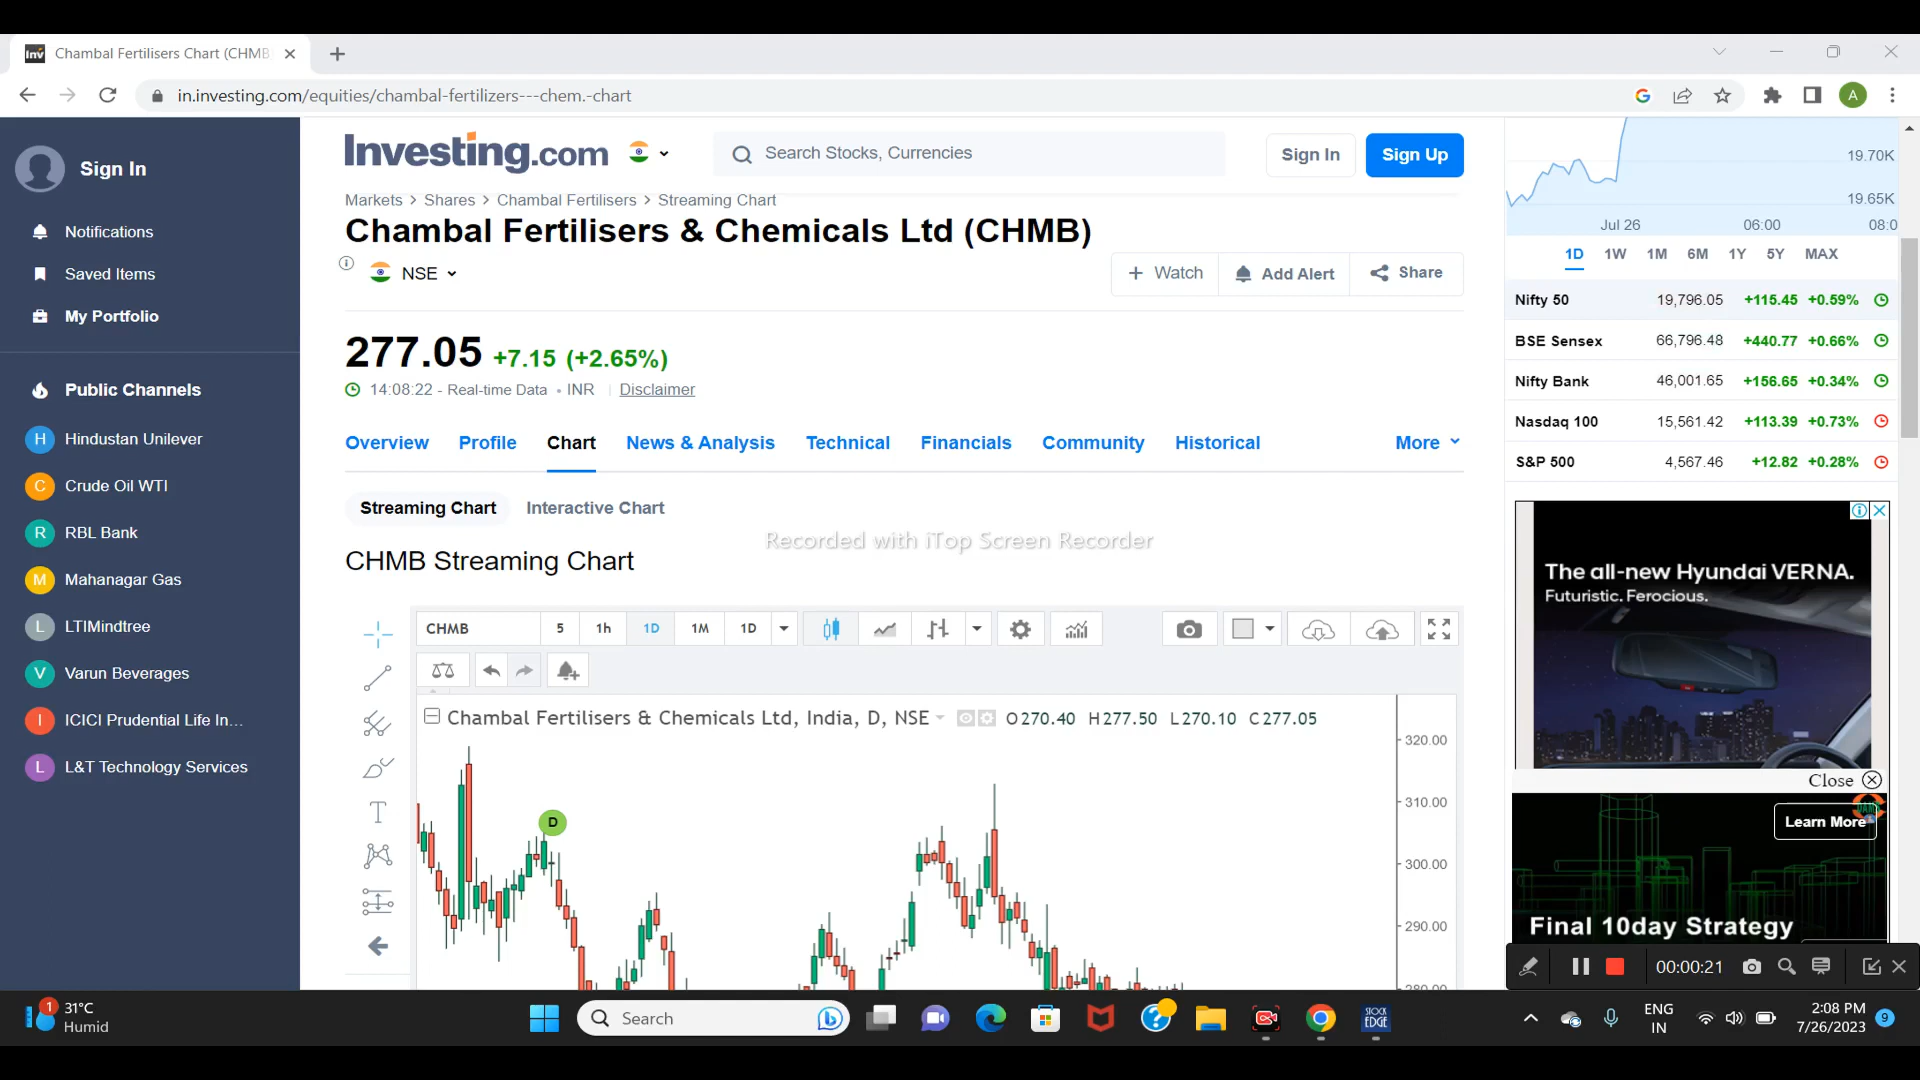 Chambal Fertilisers Chart (CHMB
in.investing.com/equities/chambal-fertilizers---chem.-chart
A
Sign In
Notifications
Saved Items
My Portfolio
Public Channels
H Hindustan Unilever
C Crude Oil WTI
R RBL Bank
M Mahanagar Gas
L LTIMindtree
V Varun Beverages
I ICICI Prudential Life In...
L L&T Technology Services
Investing.com
Search Stocks, Currencies
Sign In
Sign Up
Markets > Shares > Chambal Fertilisers > Streaming Chart
Chambal Fertilisers & Chemicals Ltd (CHMB)
NSE
+ Watch
Add Alert
Share
277.05 +7.15 (+2.65%)
14:08:22 - Real-time Data • INR | Disclaimer
Overview Profile Chart News & Analysis Technical Financials Community Historical More
Streaming Chart Interactive Chart
Recorded with iTop Screen Recorder
CHMB Streaming Chart
CHMB 5 1h 1D 1M 1D
Chambal Fertilisers & Chemicals Ltd, India, D, NSE O270.40 H277.50 L270.10 C277.05
D
320.00
310.00
300.00
290.00
280.00
19.70K
19.65K
Jul 26 06:00 08:0
1D 1W 1M 6M 1Y 5Y MAX
Nifty 50 19,796.05 +115.45 +0.59%
BSE Sensex 66,796.48 +440.77 +0.66%
Nifty Bank 46,001.65 +156.65 +0.34%
Nasdaq 100 15,561.42 +113.39 +0.73%
S&P 500 4,567.46 +12.82 +0.28%
The all-new Hyundai VERNA.
Futuristic. Ferocious.
Close
Learn More
Final 10day Strategy
00:00:21
1
31°C
Humid
Search
STOCK
EDGE
ENG
IN
2:08 PM
7/26/2023
9